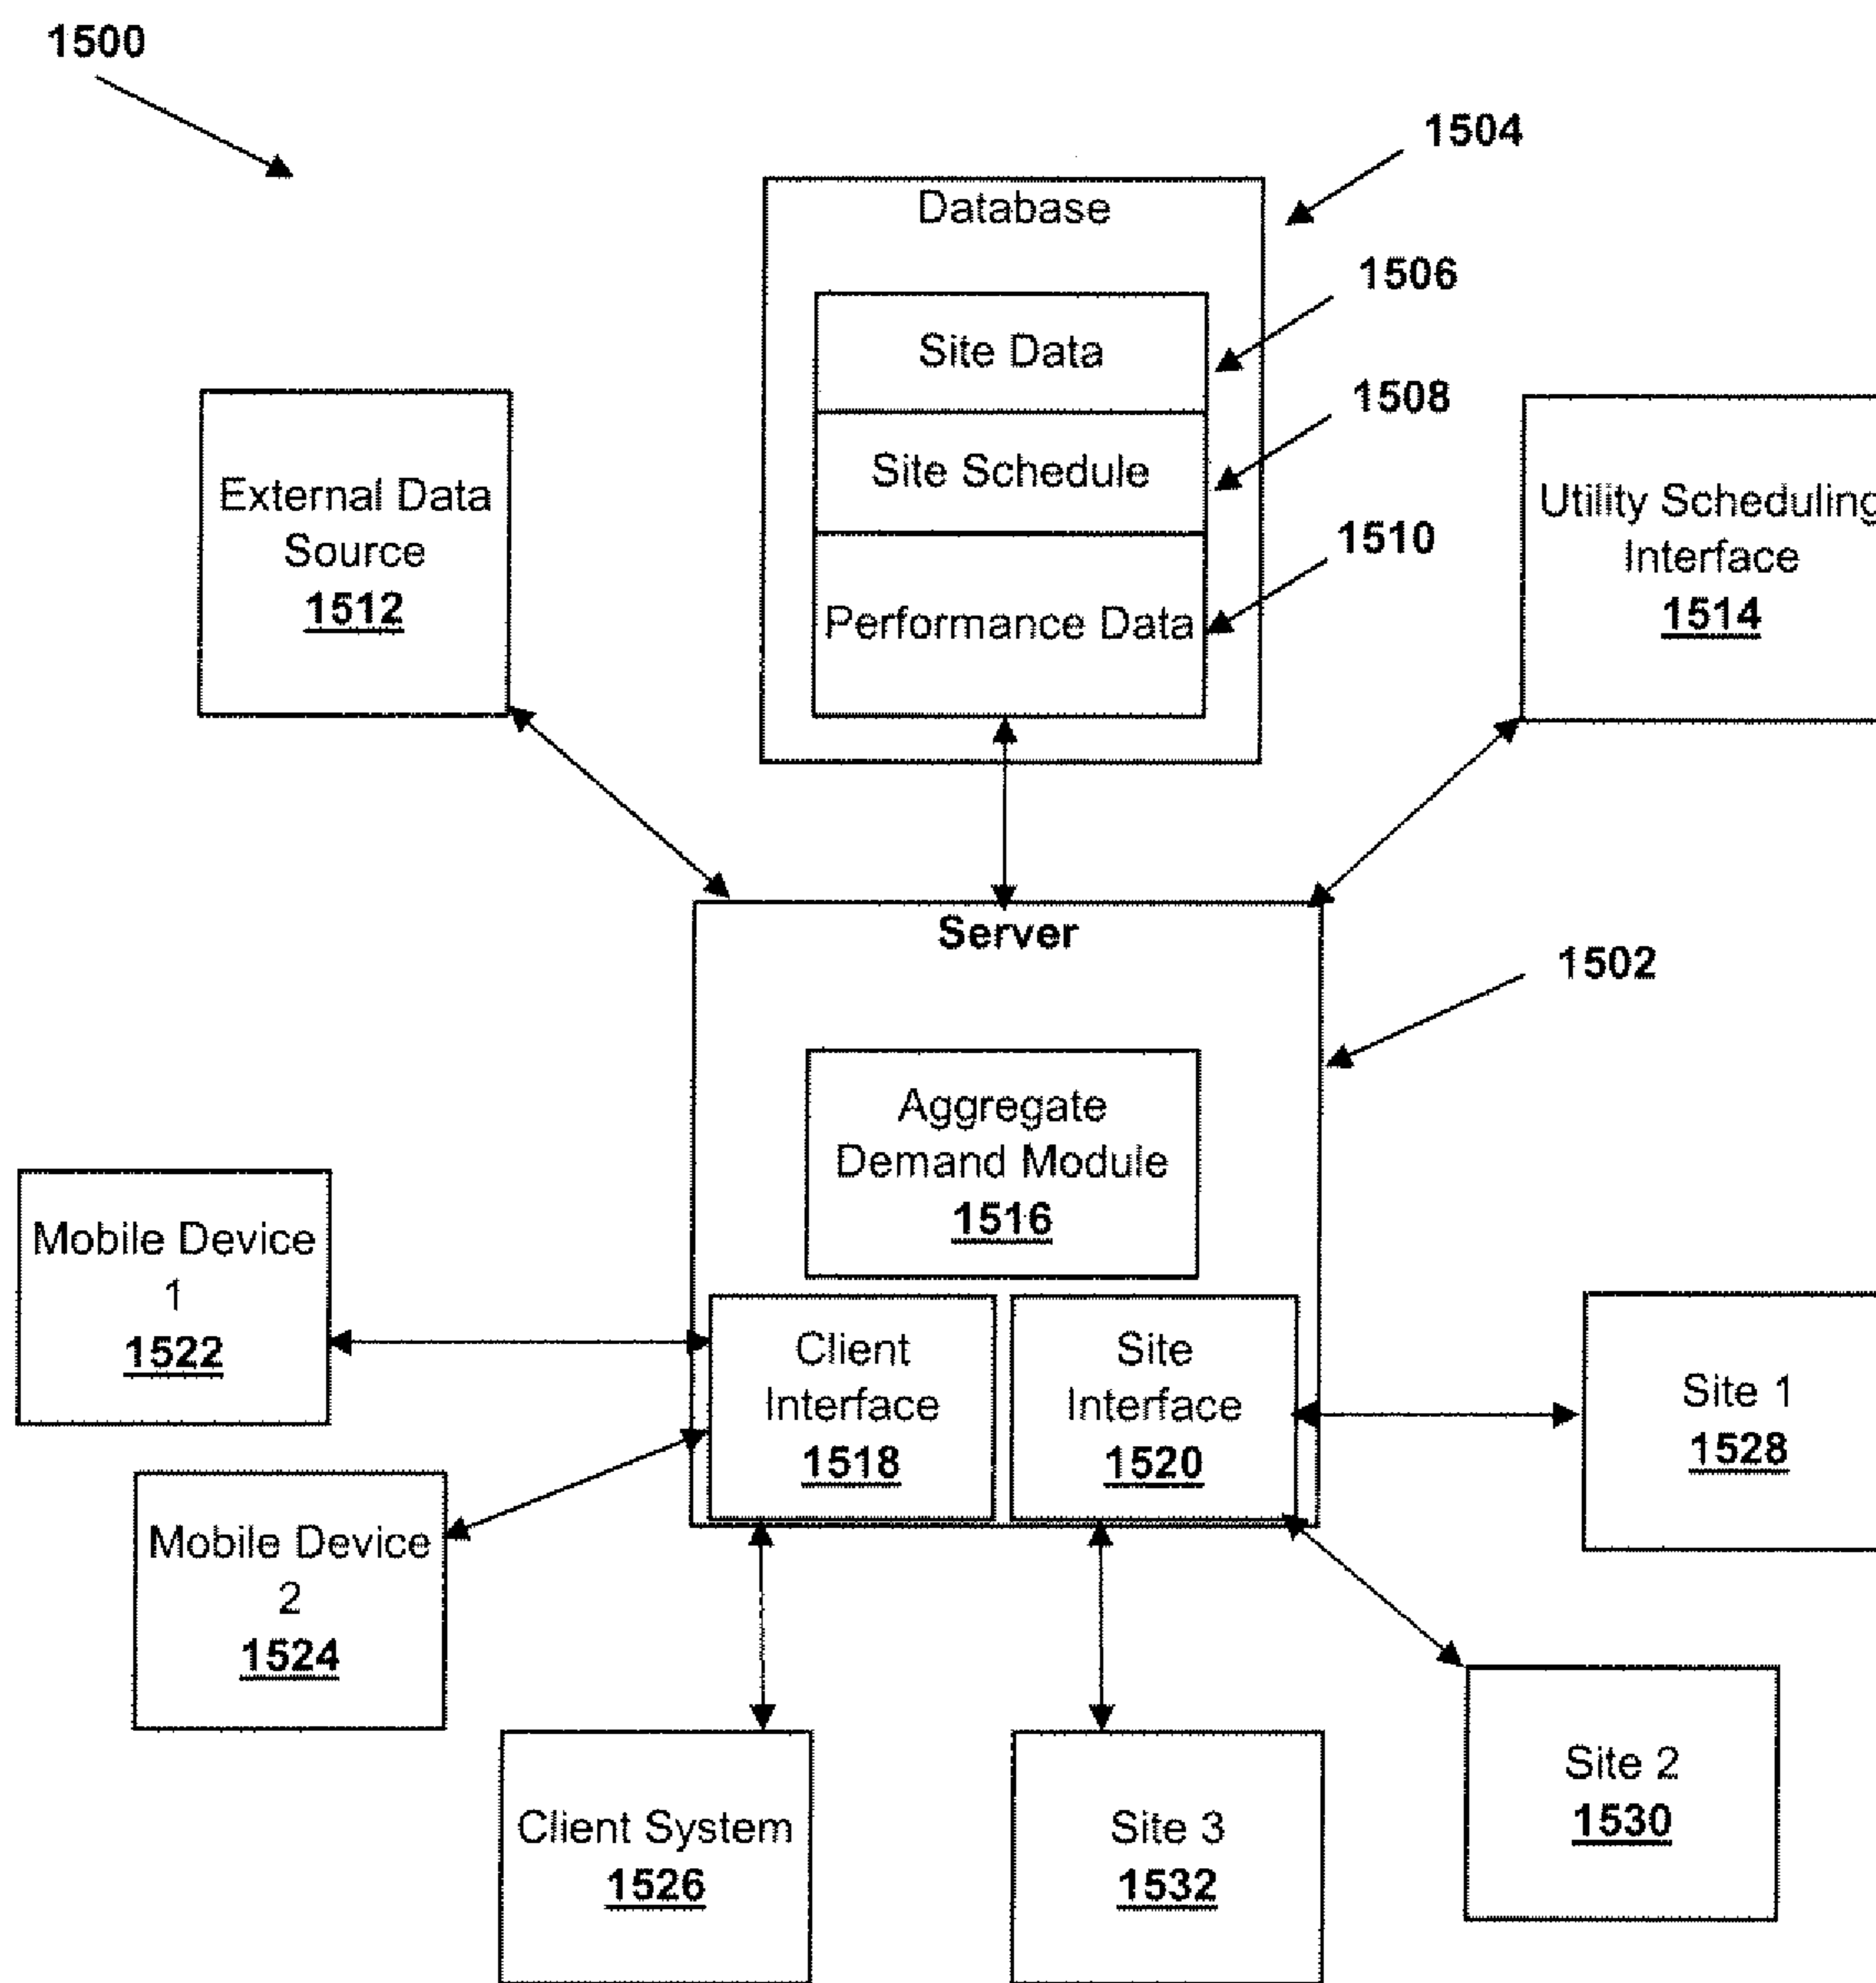 1500
1504
Database
1506
Site Data
1508
Site Schedule
1510
Performance Data
External Data
Source
1512
Utility Scheduling
Interface
1514
Server
1502
Aggregate
Demand Module
1516
Mobile Device
1
1522
Client
Interface
1518
Site
Interface
1520
Site 1
1528
Mobile Device
2
1524
Site 2
1530
Client System
1526
Site 3
1532